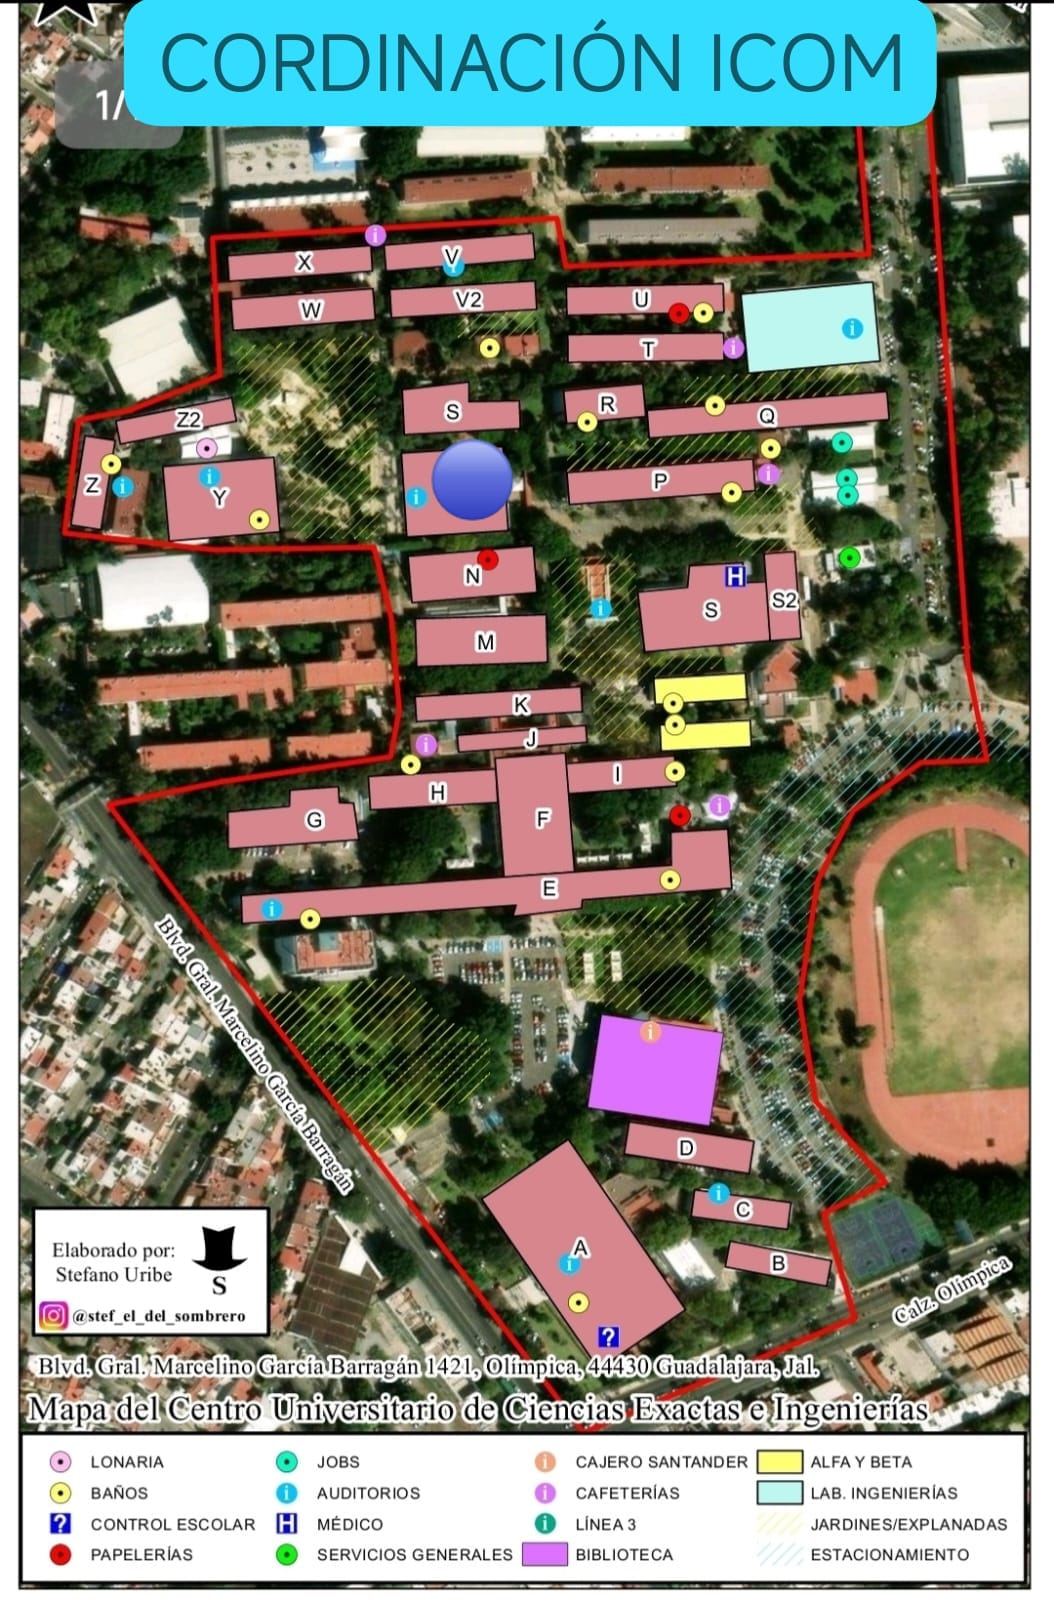 CORDINACIÓN ICOM
1/
X
V
W
V2
U
T
S
R
Q
Z2
Z
Y
P
N
H
S
S2
M
K
J
I
H
G
F
E
Blvd. Gral. Marcelino García Barragán
D
C
B
A
Calz. Olímpica
Elaborado por:
Stefano Uribe
S
@stef_el_del_sombrero
?
Blvd. Gral. Marcelino García Barragán 1421, Olímpica, 44430 Guadalajara, Jal.
Mapa del Centro Universitario de Ciencias Exactas e Ingenierías
LONARIA
BAÑOS
CONTROL ESCOLAR
PAPELERÍAS
JOBS
AUDITORIOS
MÉDICO
SERVICIOS GENERALES
CAJERO SANTANDER
CAFETERÍAS
LÍNEA 3
BIBLIOTECA
ALFA Y BETA
LAB. INGENIERÍAS
JARDINES/EXPLANADAS
ESTACIONAMIENTO